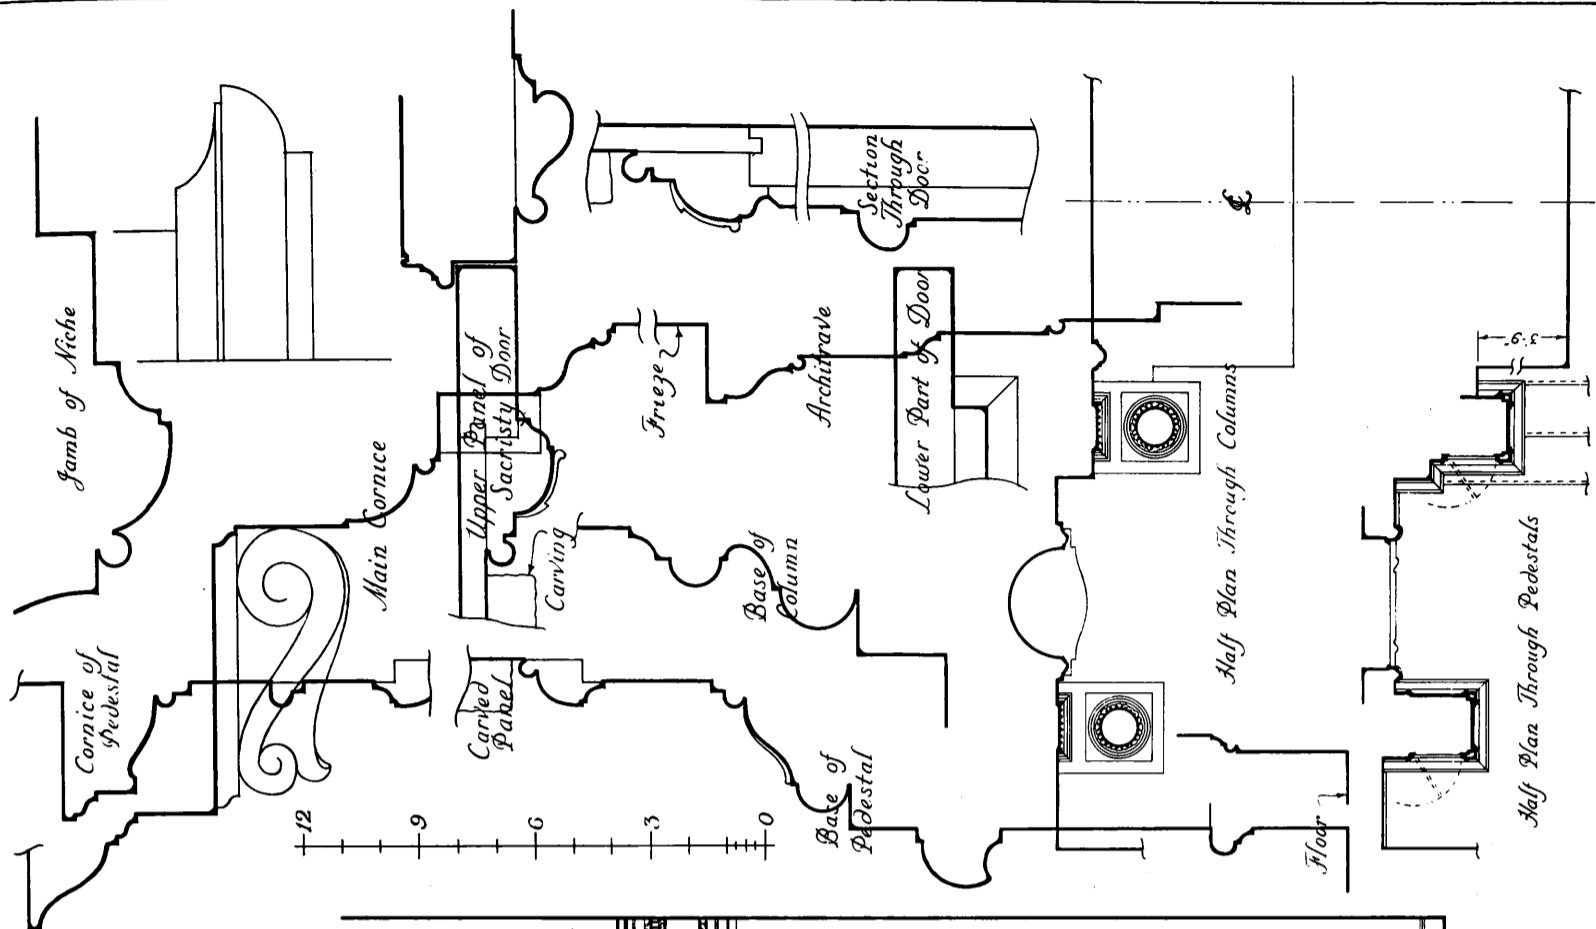 Jamb of Niche
Cornice of
Pedestal
Main Cornice
Upper Panel of
Sacristy Door
Carving
Carved
Panel
Frieze
Architrave
Section
Through
Door
Lower Part of Door
Base of
Column
Base of
Pedestal
12
9
6
3
0
Half Plan Through Columns
Floor
3'-9"
Half Plan Through Pedestals